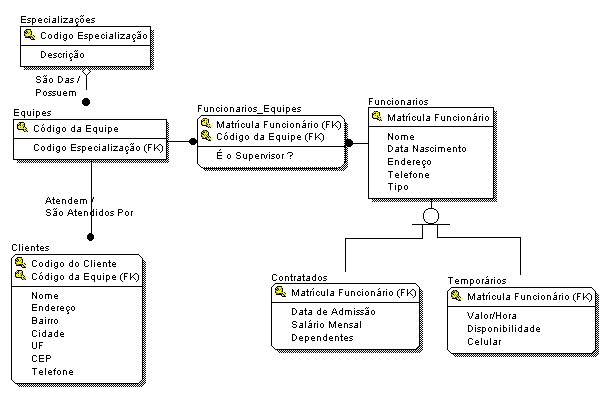 Especializações
Codigo Especialização
Descrição
São Das /
Possuem
Equipes
Código da Equipe
Codigo Especialização (FK)
Funcionarios_Equipes
Matrícula Funcionário (FK)
Código da Equipe (FK)
É o Supervisor ?
Funcionarios
Matrícula Funcionário
Nome
Data Nascimento
Endereço
Telefone
Tipo
Atendem /
São Atendidos Por
Clientes
Codigo do Cliente
Código da Equipe (FK)
Nome
Endereço
Bairro
Cidade
UF
CEP
Telefone
Contratados
Matrícula Funcionário (FK)
Data de Admissão
Salário Mensal
Dependentes
Temporários
Matrícula Funcionário (FK)
Valor/Hora
Disponibilidade
Celular